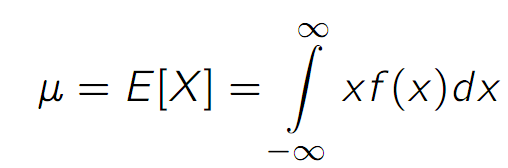 μ = E[X] = ∫_{-∞}^{∞} xf(x)dx